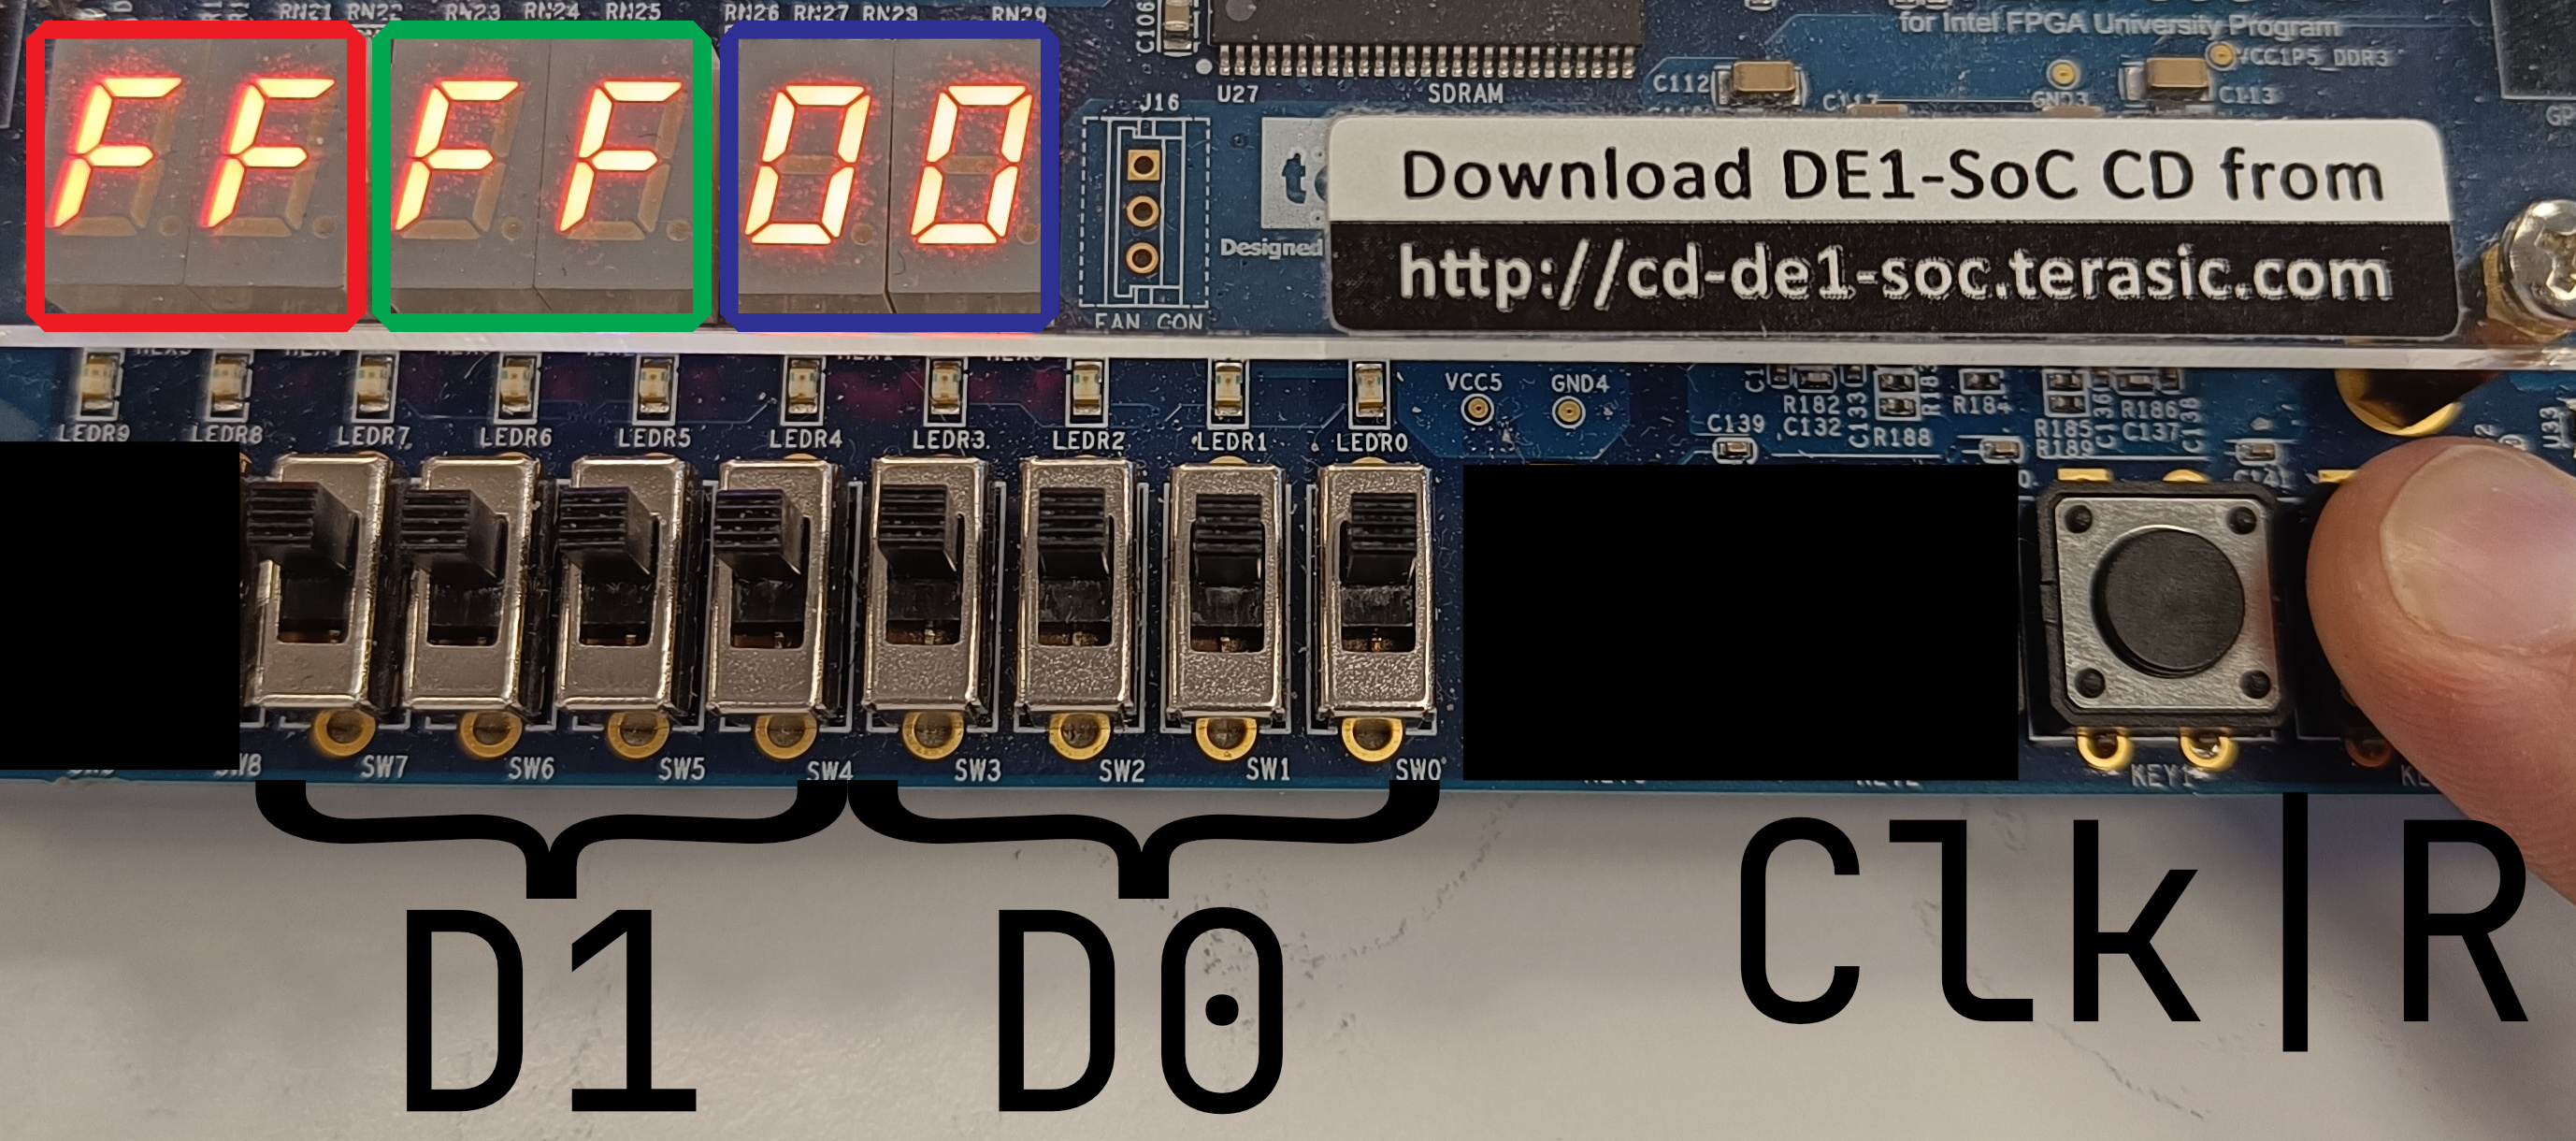 RN21 RN22 RN23 RN24 RN25 RN26 RN27 RN29
C106
for Intel FPGA University Program
FF FF 00
VCC1P5_DDR3
C112
U27
SDRAM
C113
J16
Download DE1-SoC CD from
http://cd-de1-soc.terasic.com
Designed
FAN CON
VCC5 GND4
R182
C132
C133
R184
R188
C139
R185
R189
C136
R186
C137
LEDR9 LEDR8 LEDR7 LEDR6 LEDR5 LEDR4 LEDR3 LEDR2 LEDR1 LEDR0
C141
U33
SW7 SW6 SW5 SW4 SW3 SW2 SW1 SW0
KEY1
D1 D0 Clk|R